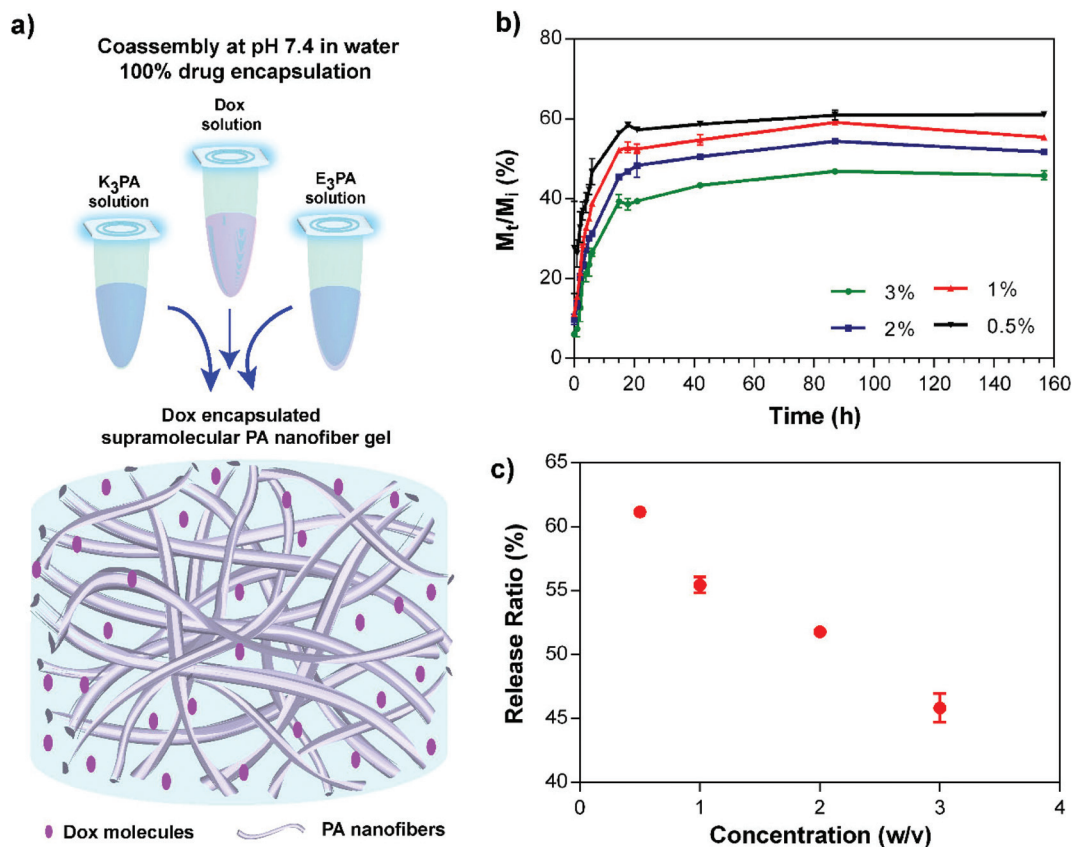 a)
Coassembly at pH 7.4 in water
100% drug encapsulation
Dox
solution
K₃PA
solution
E₃PA
solution
Dox encapsulated
supramolecular PA nanofiber gel
Dox molecules
PA nanofibers
b)
Mₜ/Mᵢ (%)
80
60
40
20
0
0 20 40 60 80 100 120 140 160
Time (h)
3%
1%
2%
0.5%
c)
Release Ratio (%)
65
60
55
50
45
40
0 1 2 3 4
Concentration (w/v)